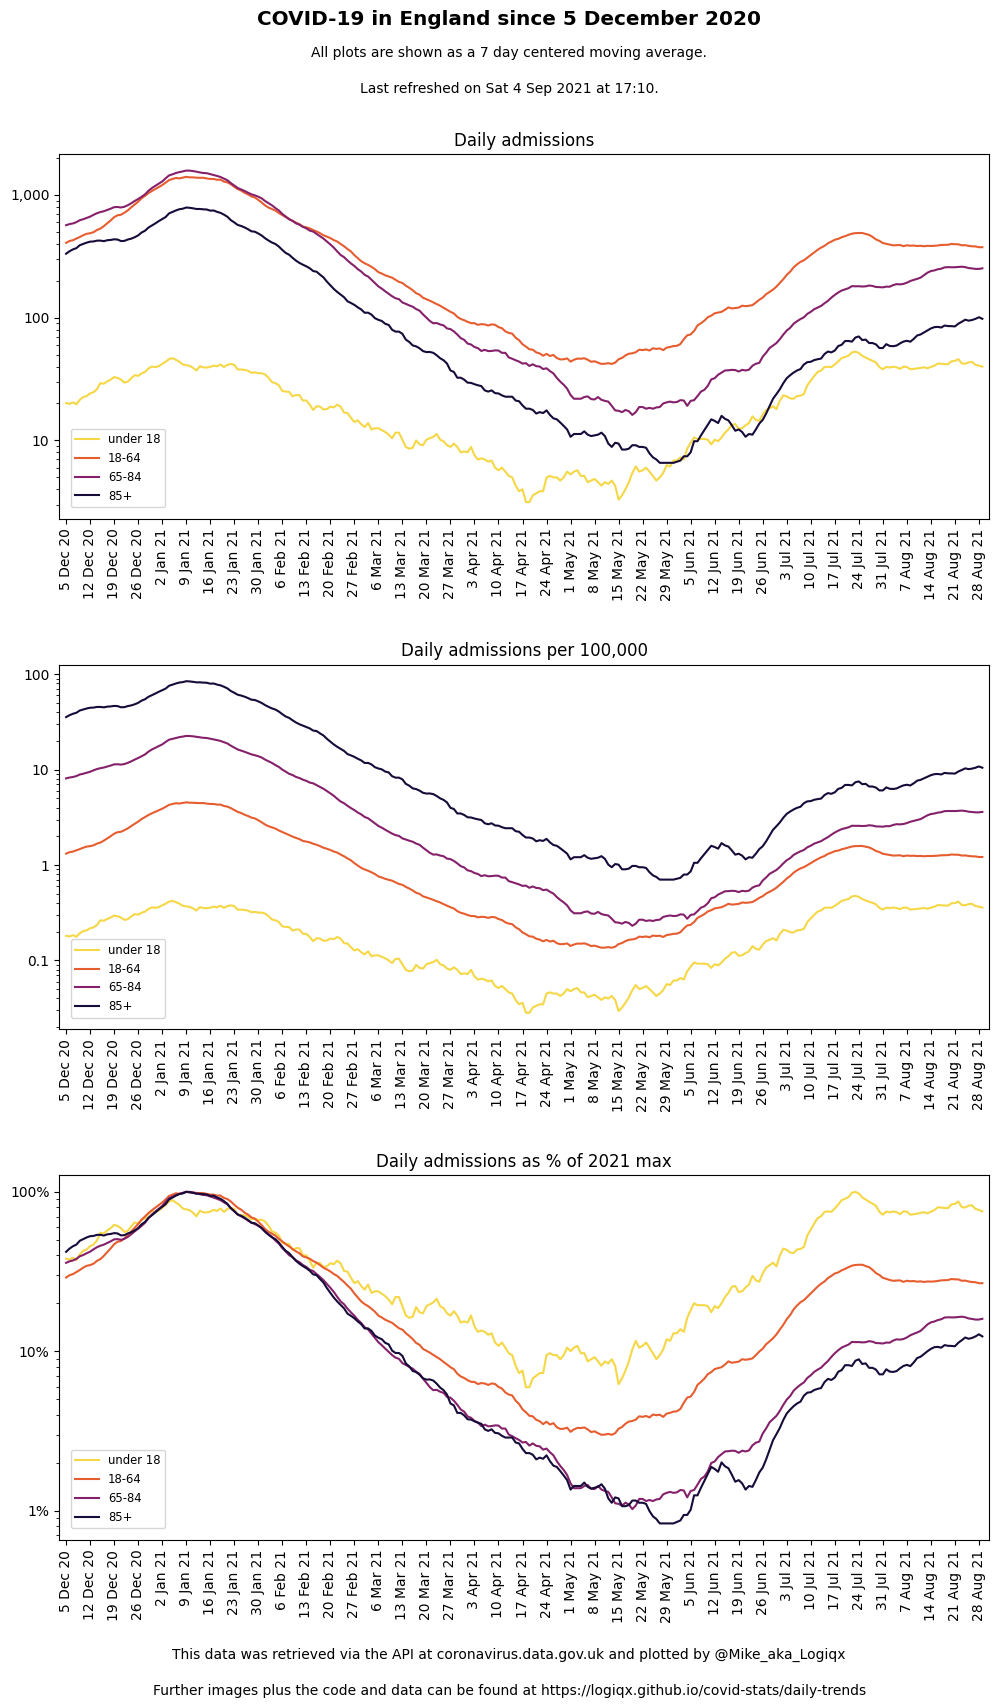 COVID-19 in England since 5 December 2020
All plots are shown as a 7 day centered moving average.
Last refreshed on Sat 4 Sep 2021 at 17:10.
Daily admissions
1,000
100
10
under 18
18-64
65-84
85+
5 Dec 20
12 Dec 20
19 Dec 20
26 Dec 20
2 Jan 21
9 Jan 21
16 Jan 21
23 Jan 21
30 Jan 21
6 Feb 21
13 Feb 21
20 Feb 21
27 Feb 21
6 Mar 21
13 Mar 21
20 Mar 21
27 Mar 21
3 Apr 21
10 Apr 21
17 Apr 21
24 Apr 21
1 May 21
8 May 21
15 May 21
22 May 21
29 May 21
5 Jun 21
12 Jun 21
19 Jun 21
26 Jun 21
3 Jul 21
10 Jul 21
17 Jul 21
24 Jul 21
31 Jul 21
7 Aug 21
14 Aug 21
21 Aug 21
28 Aug 21
Daily admissions per 100,000
100
10
1
0.1
under 18
18-64
65-84
85+
5 Dec 20
12 Dec 20
19 Dec 20
26 Dec 20
2 Jan 21
9 Jan 21
16 Jan 21
23 Jan 21
30 Jan 21
6 Feb 21
13 Feb 21
20 Feb 21
27 Feb 21
6 Mar 21
13 Mar 21
20 Mar 21
27 Mar 21
3 Apr 21
10 Apr 21
17 Apr 21
24 Apr 21
1 May 21
8 May 21
15 May 21
22 May 21
29 May 21
5 Jun 21
12 Jun 21
19 Jun 21
26 Jun 21
3 Jul 21
10 Jul 21
17 Jul 21
24 Jul 21
31 Jul 21
7 Aug 21
14 Aug 21
21 Aug 21
28 Aug 21
Daily admissions as % of 2021 max
100%
10%
1%
under 18
18-64
65-84
85+
5 Dec 20
12 Dec 20
19 Dec 20
26 Dec 20
2 Jan 21
9 Jan 21
16 Jan 21
23 Jan 21
30 Jan 21
6 Feb 21
13 Feb 21
20 Feb 21
27 Feb 21
6 Mar 21
13 Mar 21
20 Mar 21
27 Mar 21
3 Apr 21
10 Apr 21
17 Apr 21
24 Apr 21
1 May 21
8 May 21
15 May 21
22 May 21
29 May 21
5 Jun 21
12 Jun 21
19 Jun 21
26 Jun 21
3 Jul 21
10 Jul 21
17 Jul 21
24 Jul 21
31 Jul 21
7 Aug 21
14 Aug 21
21 Aug 21
28 Aug 21
This data was retrieved via the API at coronavirus.data.gov.uk and plotted by @Mike_aka_Logiqx
Further images plus the code and data can be found at https://logiqx.github.io/covid-stats/daily-trends